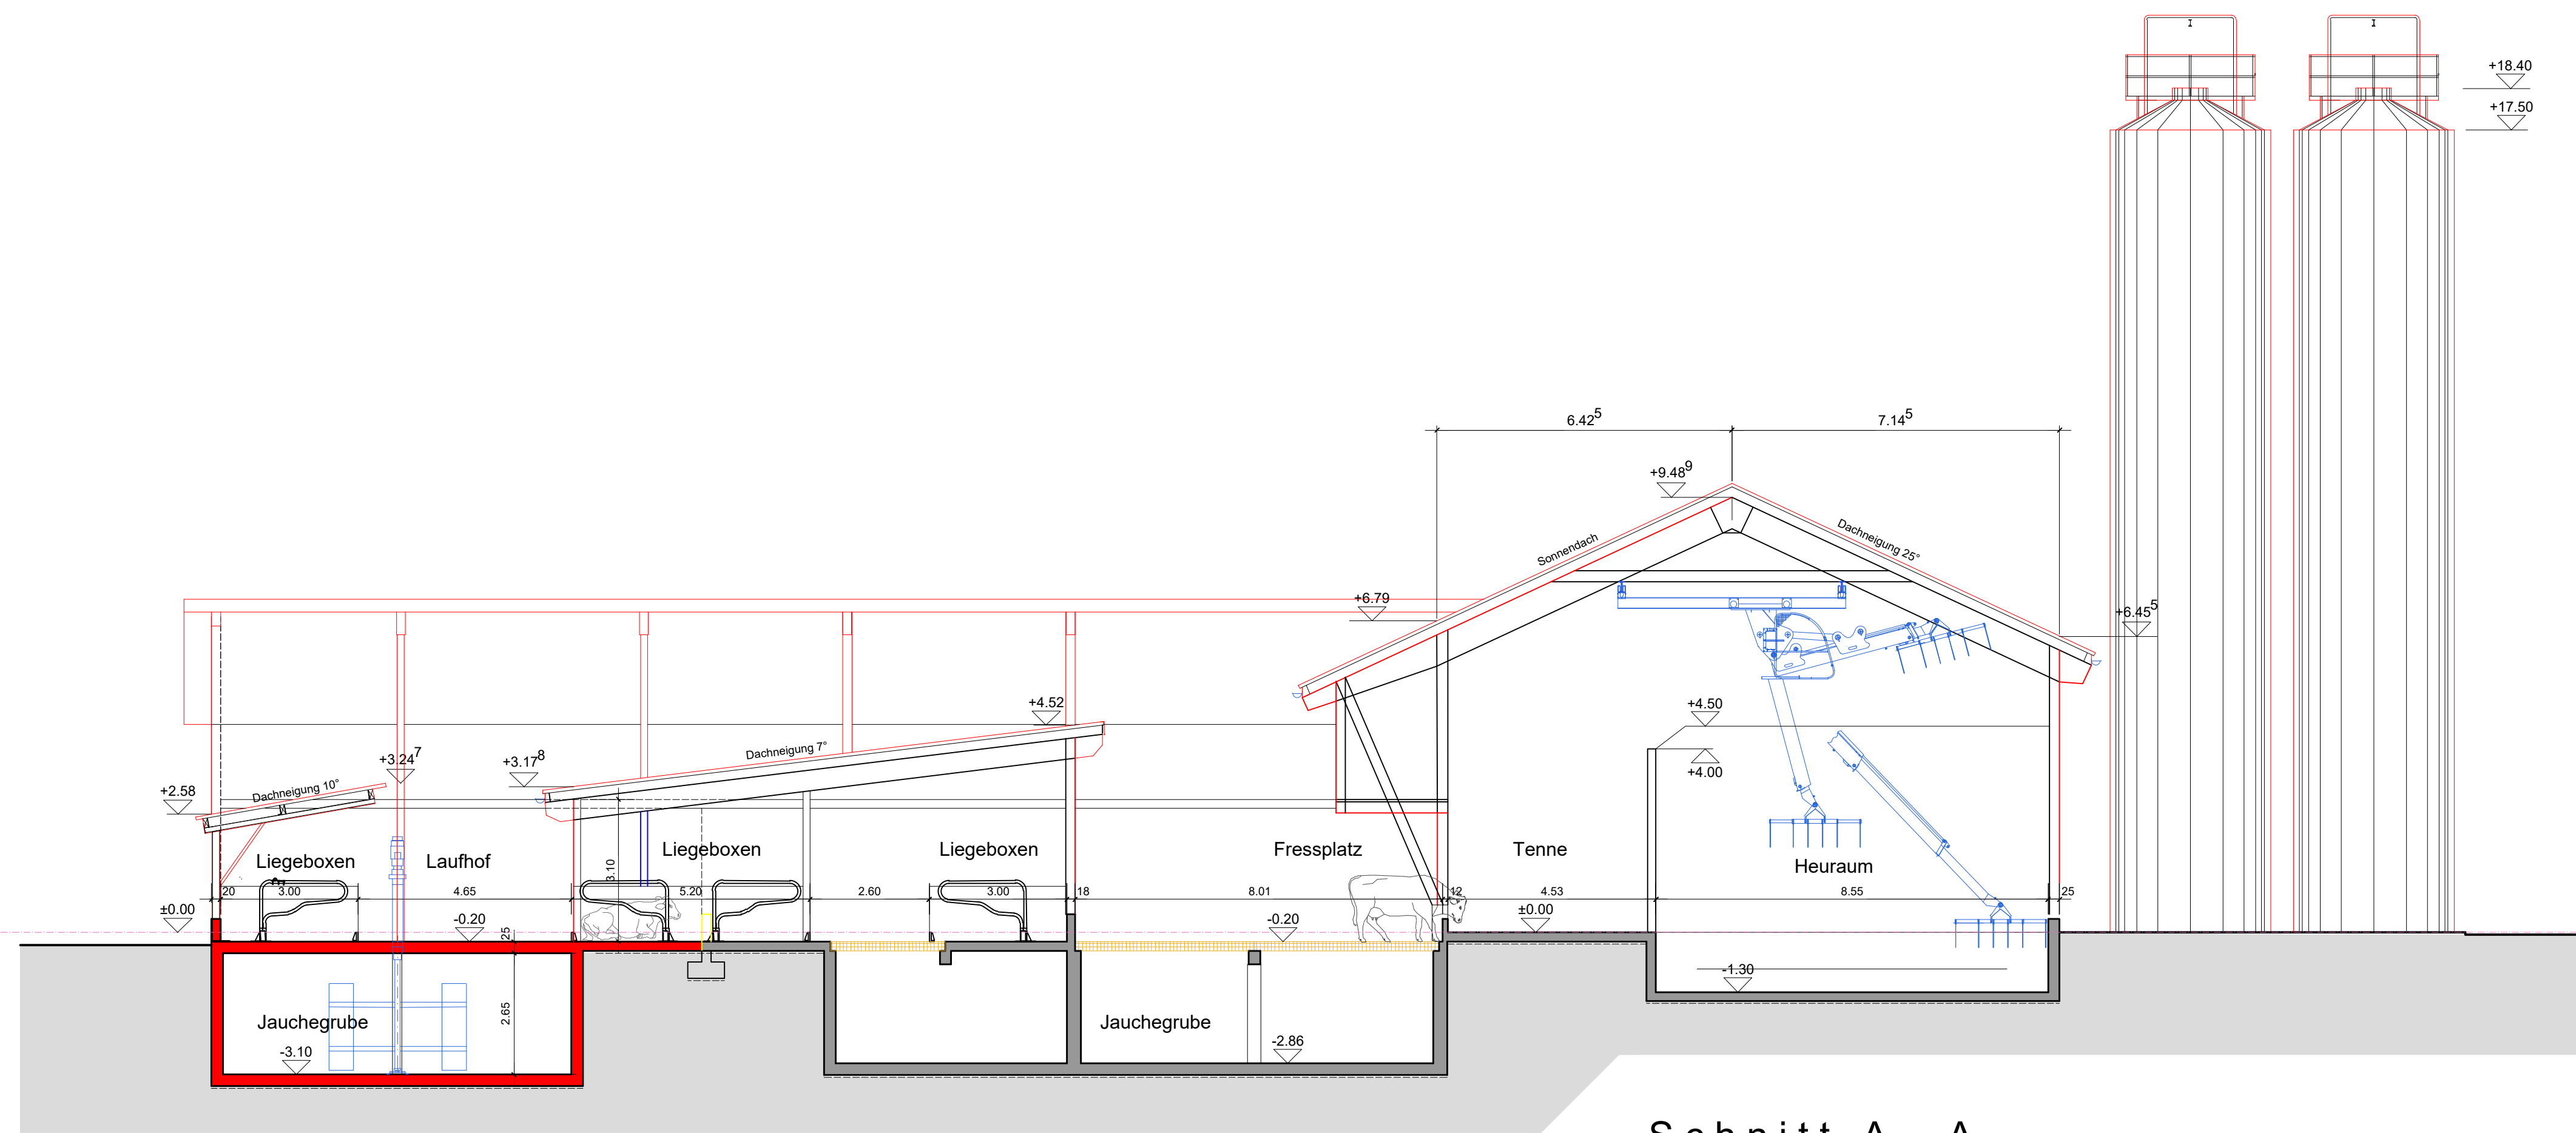 +18.40
+17.50
6.42⁵
7.14⁵
+9.48⁹
Sonnendach
Dachneigung 25°
+6.79
+6.45⁵
+4.52
+4.50
+4.00
Dachneigung 7°
+3.24⁷
+3.17⁸
+2.58
Dachneigung 10°
Liegeboxen
Laufhof
Liegeboxen
Liegeboxen
Fressplatz
Tenne
Heuraum
3.10
20
3.00
4.65
5.20
2.60
3.00
18
8.01
12
4.53
8.55
25
±0.00
-0.20
-0.20
±0.00
25
2.65
-1.30
Jauchegrube
Jauchegrube
-3.10
-2.86
Schnitt A - A